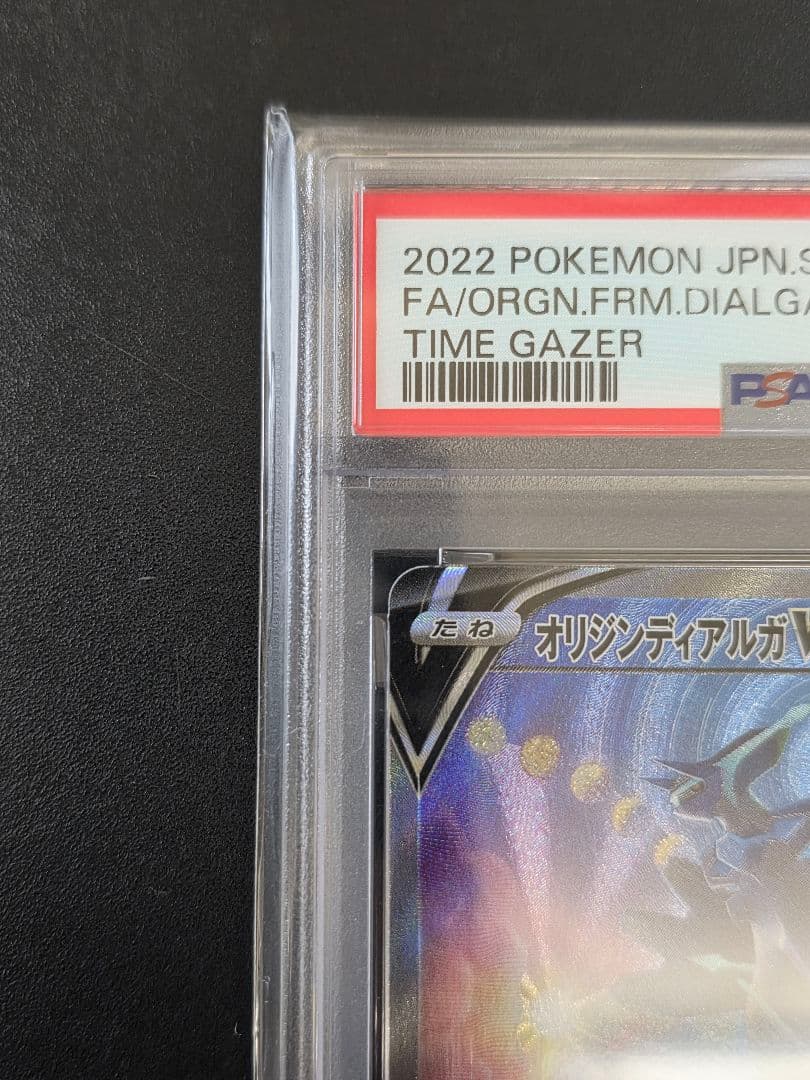 2022 POKEMON JPN.S
FA/ORGN.FRM.DIALGA
TIME GAZER
PSA
たね オリジンディアルガV